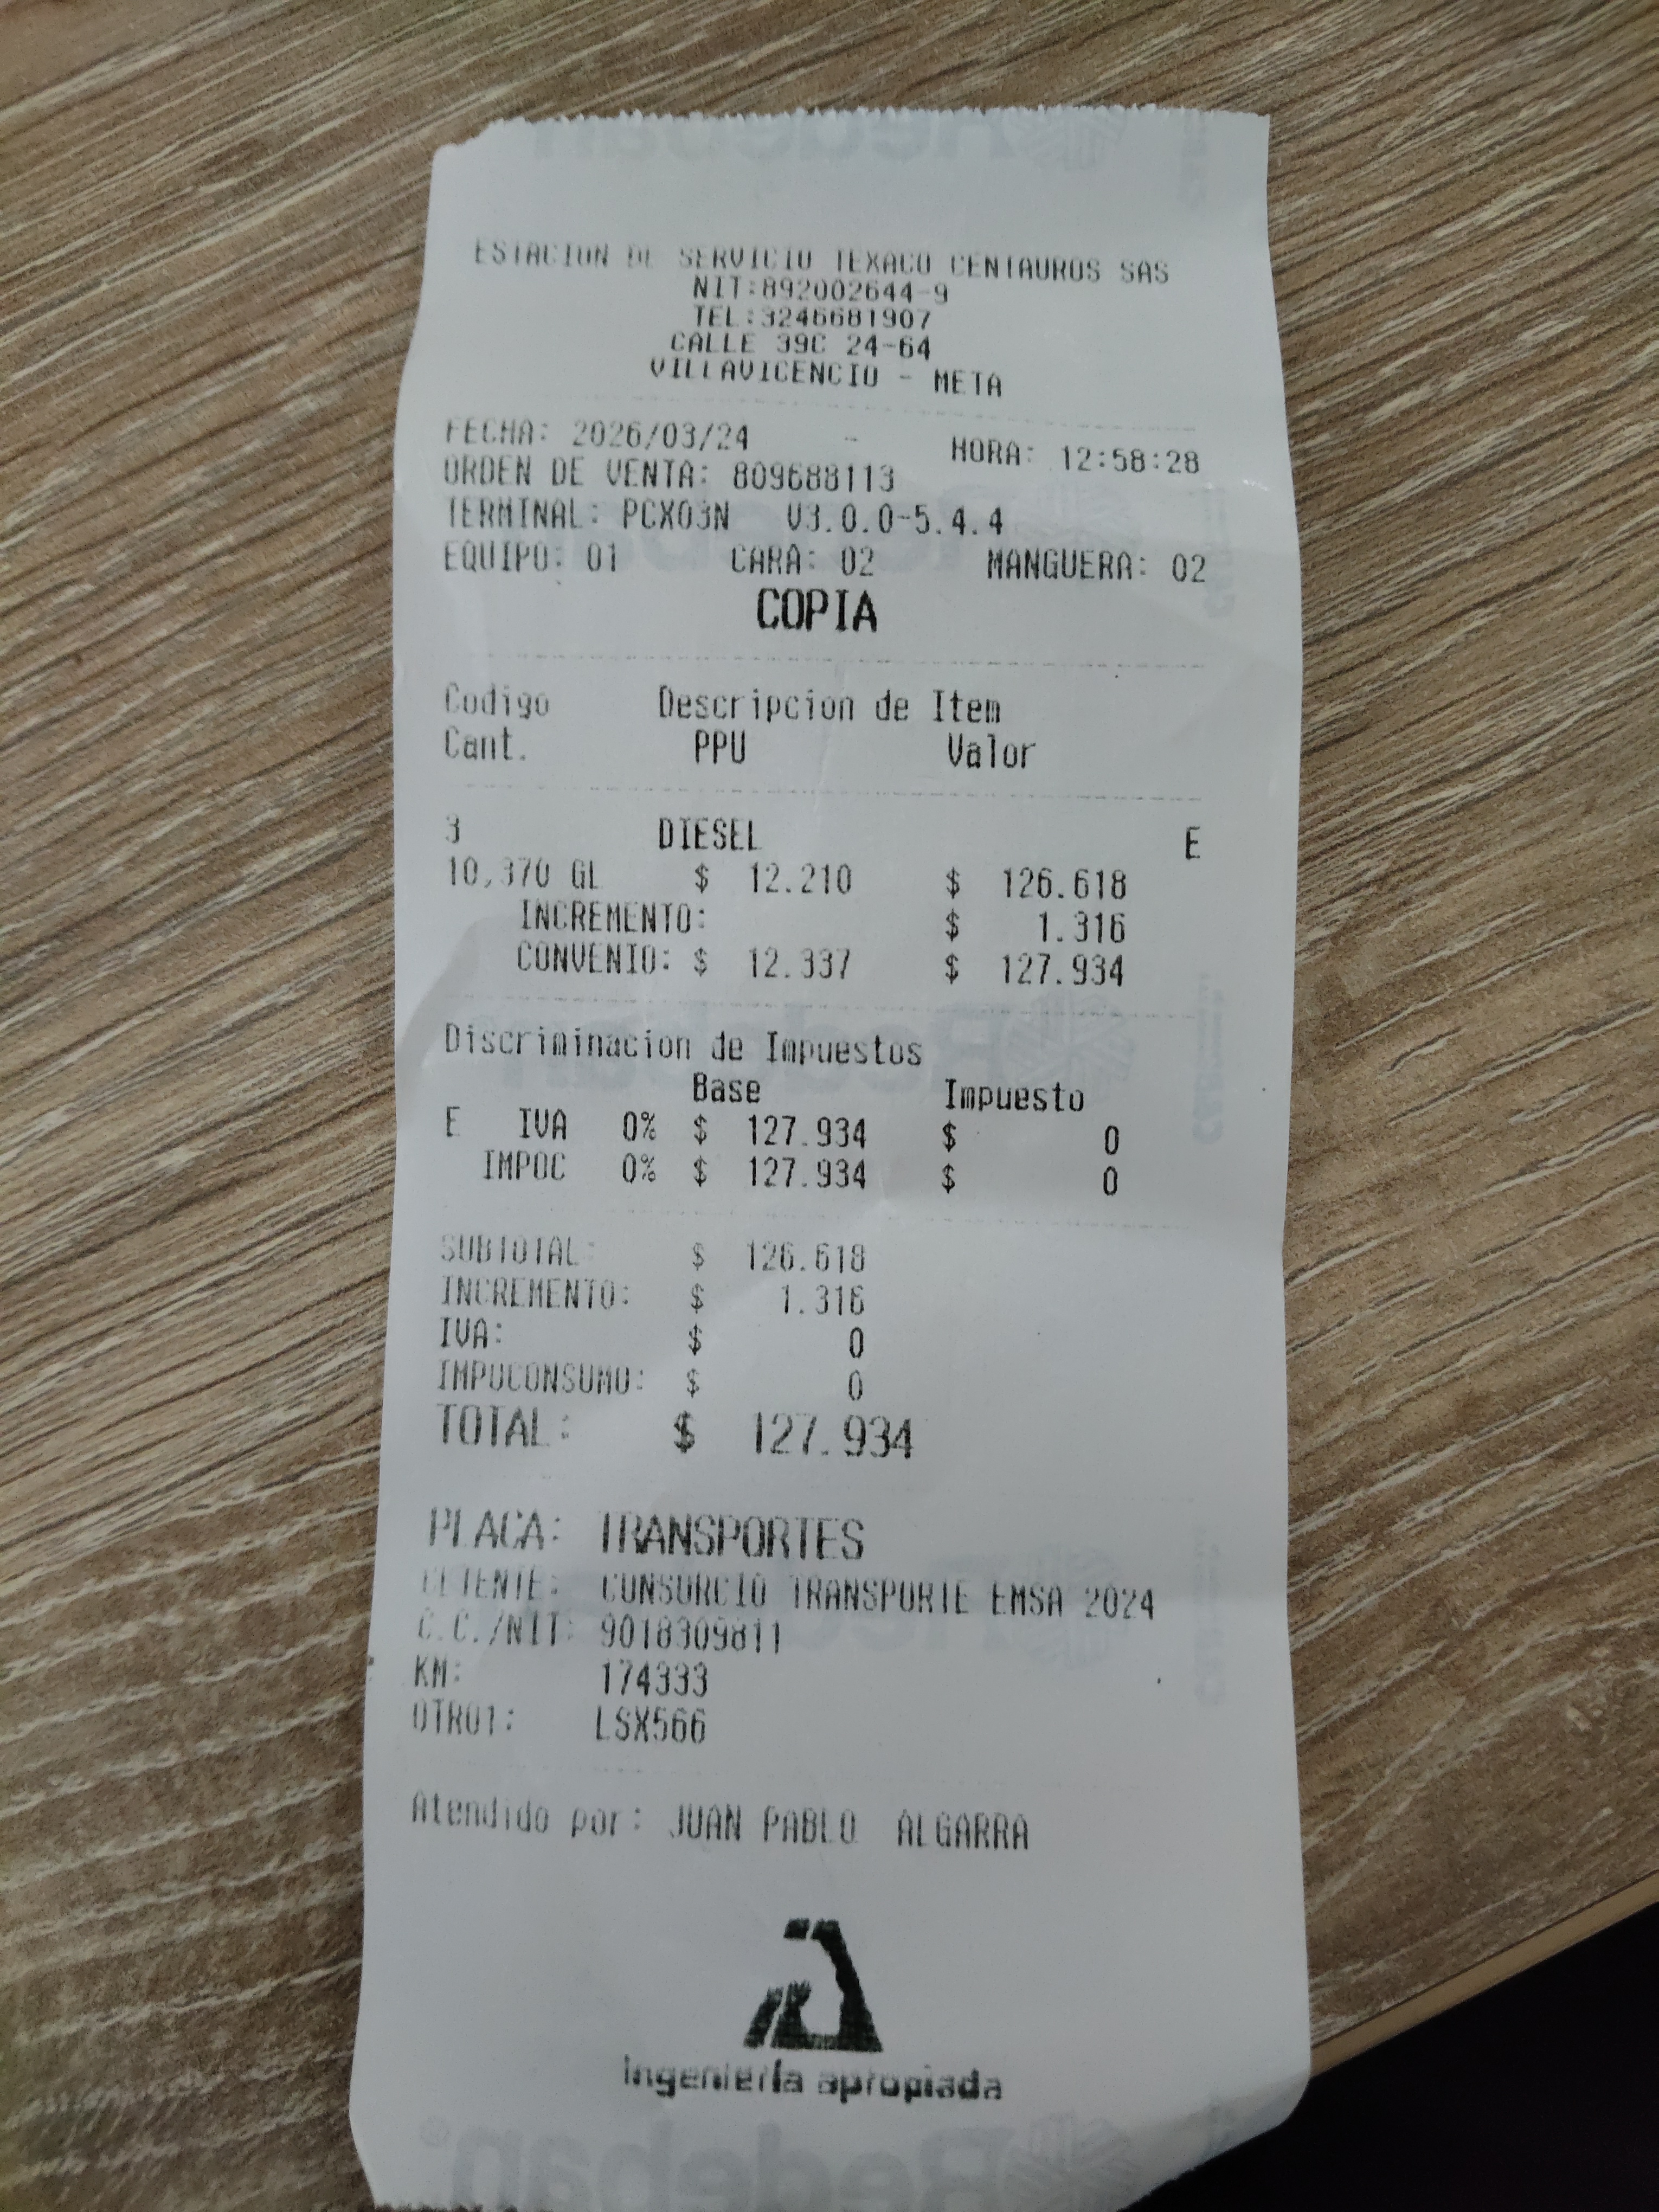 ESTACION DE SERVICIO TEXACO CENTAUROS SAS
NIT:892002644-9
TEL:3246681907
CALLE 39C 24-64
VILLAVICENCIO - META
FECHA: 2026/03/24 - HORA: 12:58:28
ORDEN DE VENTA: 809688113
TERMINAL: PCX03N V3.0.0-5.4.4
EQUIPO: 01 CARA: 02 MANGUERA: 02
COPIA
Codigo Descripcion de Item
Cant. PPU Valor
3 DIESEL E
10,370 GL $ 12.210 $ 126.618
INCREMENTO: $ 1.316
CONVENIO: $ 12.337 $ 127.934
Discriminacion de Impuestos
Base Impuesto
E IVA 0% $ 127.934 $ 0
IMPOC 0% $ 127.934 $ 0
SUBTOTAL: $ 126.618
INCREMENTO: $ 1.316
IVA: $ 0
IMPOCONSUMO: $ 0
TOTAL: $ 127.934
PLACA: TRANSPORTES
CLIENTE: CONSORCIO TRANSPORTE EMSA 2024
C.C./NIT: 9018309811
KM: 174333
OTRO1: LSX566
Atendido por: JUAN PABLO ALGARRA
ingeniería apropiada
Redeban